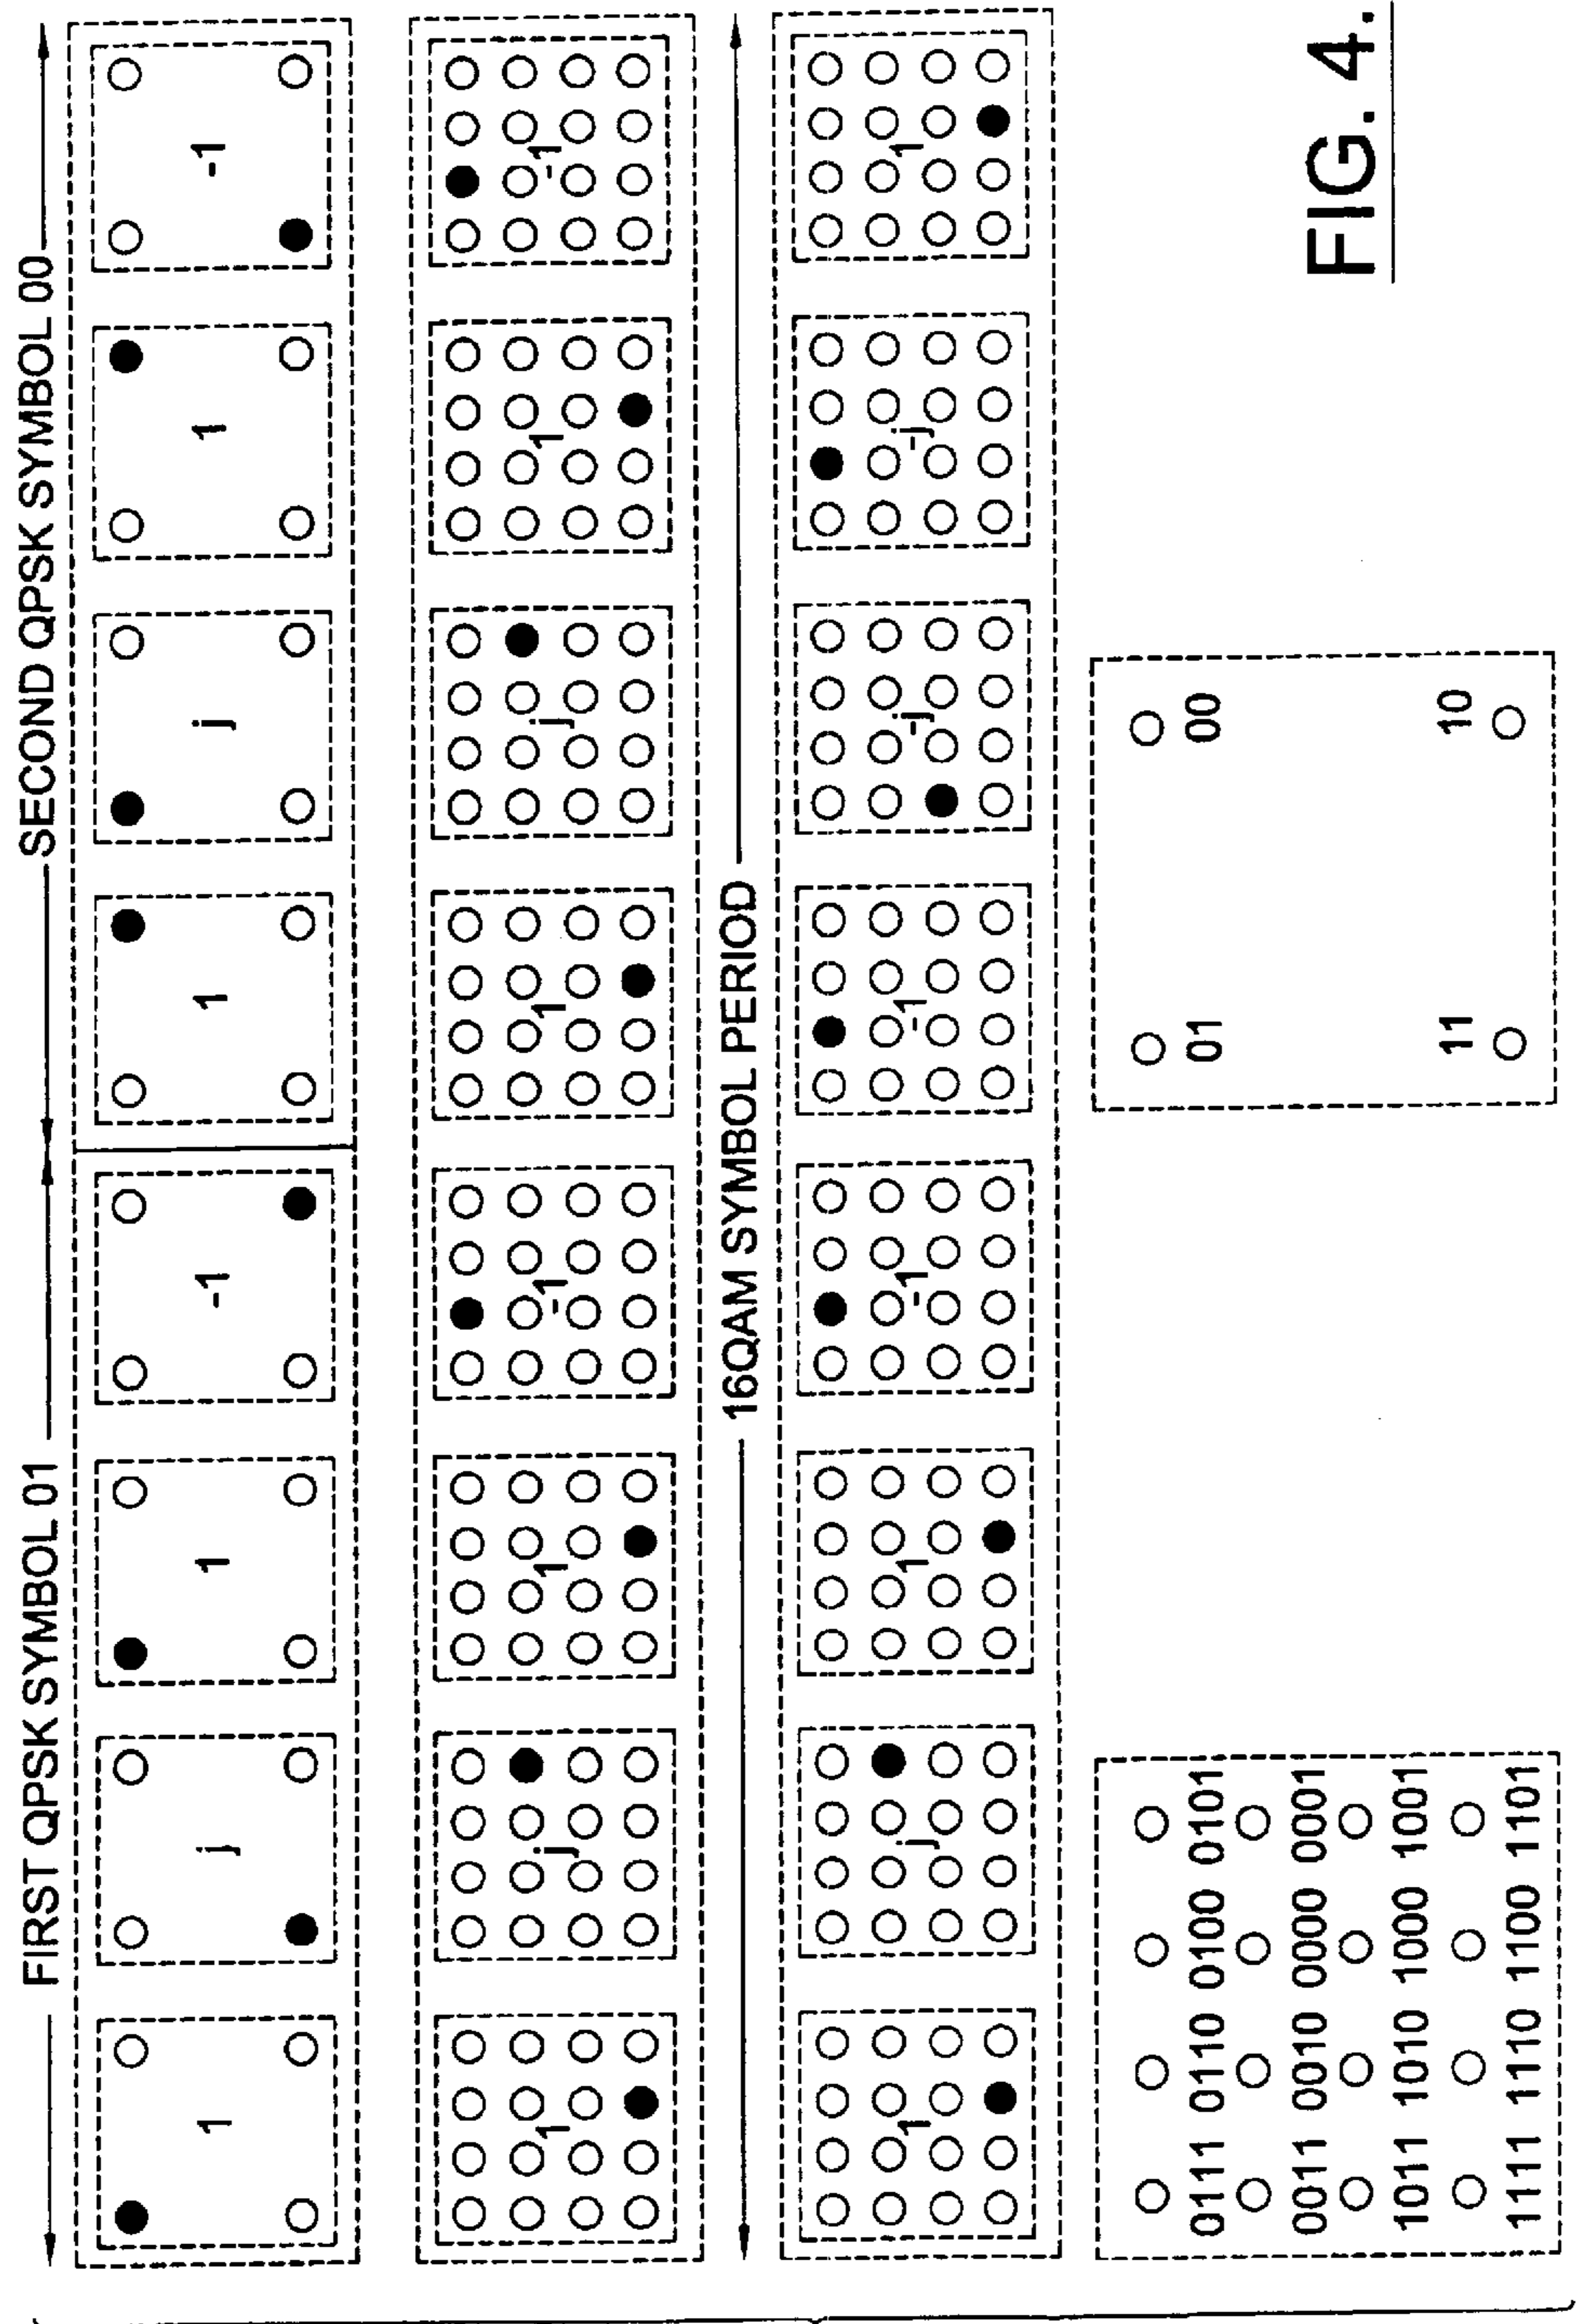 FIRST QPSK SYMBOL 01 SECOND QPSK SYMBOL 00
1 j 1 -1 1 j 1 -1
1 j 1 -1 1 j 1 -1
16QAM SYMBOL PERIOD
1 j 1 -1 -1 -j -j 1
0111 0110 0100 0101
0011 0010 0000 0001
1011 1010 1000 1001
1111 1110 1100 1101
01 00
11 10
FIG. 4.